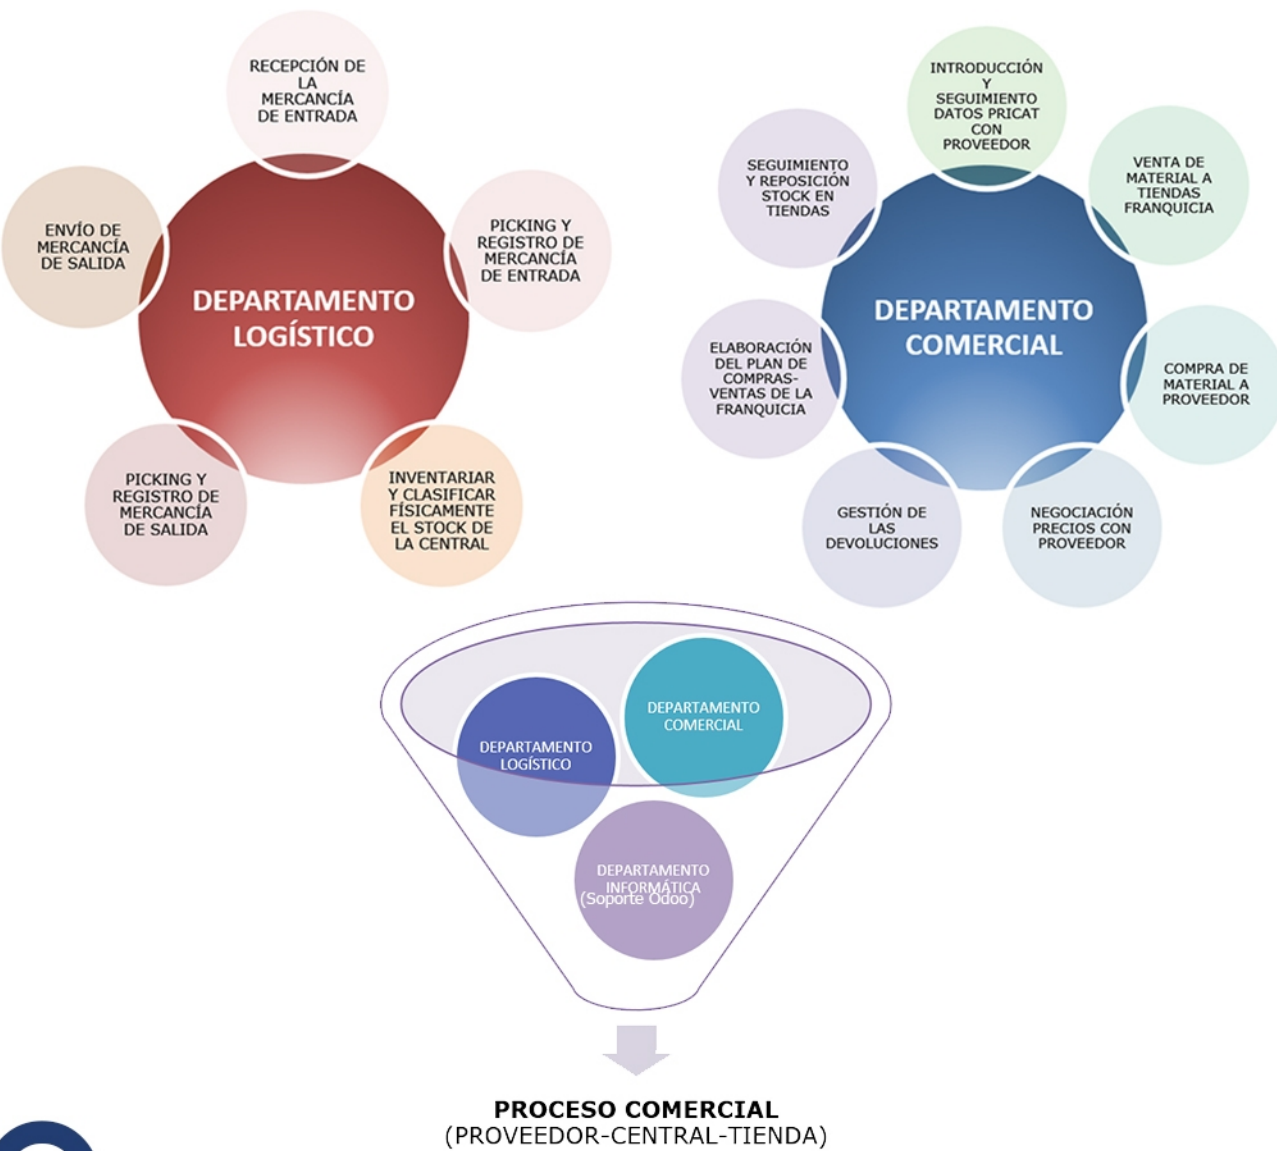 RECEPCIÓN DE
LA
MERCANCÍA
DE ENTRADA
ENVÍO DE
MERCANCÍA
DE SALIDA
PICKING Y
REGISTRO DE
MERCANCÍA
DE ENTRADA
DEPARTAMENTO
LOGÍSTICO
PICKING Y
REGISTRO DE
MERCANCÍA
DE SALIDA
INVENTARIAR
Y CLASIFICAR
FÍSICAMENTE
EL STOCK DE
LA CENTRAL
INTRODUCCIÓN
Y
SEGUIMIENTO
DATOS PRICAT
CON
PROVEEDOR
SEGUIMIENTO
Y REPOSICIÓN
STOCK EN
TIENDAS
VENTA DE
MATERIAL A
TIENDAS
FRANQUICIA
DEPARTAMENTO
COMERCIAL
ELABORACIÓN
DEL PLAN DE
COMPRAS-
VENTAS DE LA
FRANQUICIA
COMPRA DE
MATERIAL A
PROVEEDOR
GESTIÓN DE
LAS
DEVOLUCIONES
NEGOCIACIÓN
PRECIOS CON
PROVEEDOR
DEPARTAMENTO
COMERCIAL
DEPARTAMENTO
LOGÍSTICO
DEPARTAMENTO
INFORMÁTICA
(Soporte Odoo)
PROCESO COMERCIAL
(PROVEEDOR-CENTRAL-TIENDA)